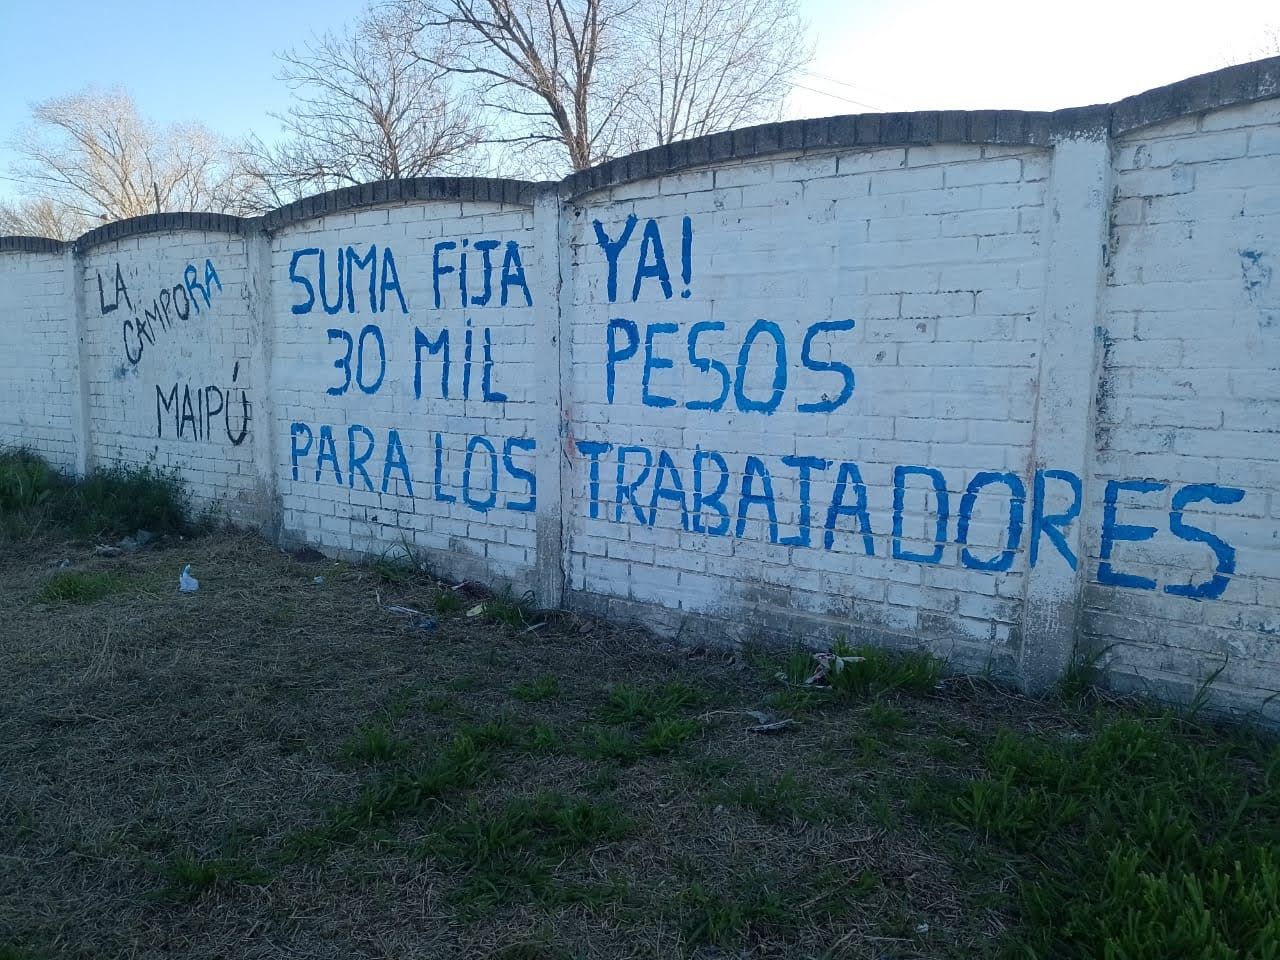 LA
CAMPORA
MAIPÚ
SUMA FiJA YA!
30 MiL PESOS
PARA LOS TRABAJADORES